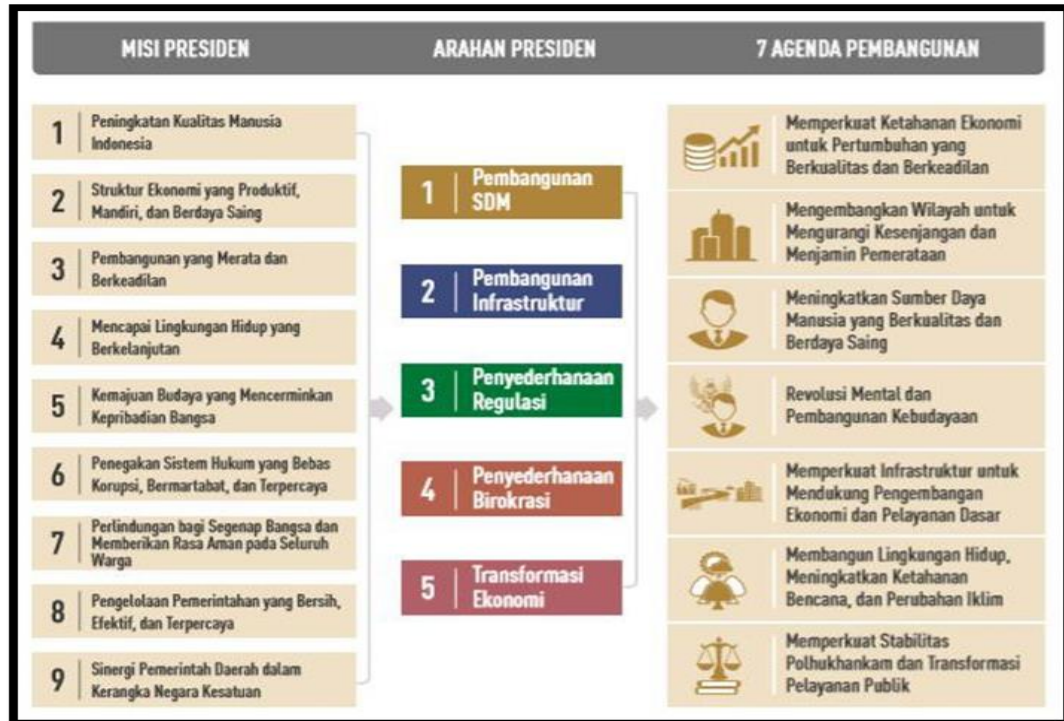 MISI PRESIDEN
ARAHAN PRESIDEN
7 AGENDA PEMBANGUNAN
1
Peningkatan Kualitas Manusia
Indonesia
2
Struktur Ekonomi yang Produktif,
Mandiri, dan Berdaya Saing
3
Pembangunan yang Merata dan
Berkeadilan
4
Mencapai Lingkungan Hidup yang
Berkelanjutan
5
Kemajuan Budaya yang Mencerminkan
Kepribadian Bangsa
6
Penegakan Sistem Hukum yang Bebas
Korupsi, Bermartabat, dan Terpercaya
7
Perlindungan bagi Segenap Bangsa dan
Memberikan Rasa Aman pada Seluruh
Warga
8
Pengelolaan Pemerintahan yang Bersih,
Efektif, dan Terpercaya
9
Sinergi Pemerintah Daerah dalam
Kerangka Negara Kesatuan
1
Pembangunan
SDM
2
Pembangunan
Infrastruktur
3
Penyederhanaan
Regulasi
4
Penyederhanaan
Birokrasi
5
Transformasi
Ekonomi
Memperkuat Ketahanan Ekonomi
untuk Pertumbuhan yang
Berkualitas dan Berkeadilan
Mengembangkan Wilayah untuk
Mengurangi Kesenjangan dan
Menjamin Pemerataan
Meningkatkan Sumber Daya
Manusia yang Berkualitas dan
Berdaya Saing
Revolusi Mental dan
Pembangunan Kebudayaan
Memperkuat Infrastruktur untuk
Mendukung Pengembangan
Ekonomi dan Pelayanan Dasar
Membangun Lingkungan Hidup,
Meningkatkan Ketahanan
Bencana, dan Perubahan Iklim
Memperkuat Stabilitas
Polhukhankam dan Transformasi
Pelayanan Publik